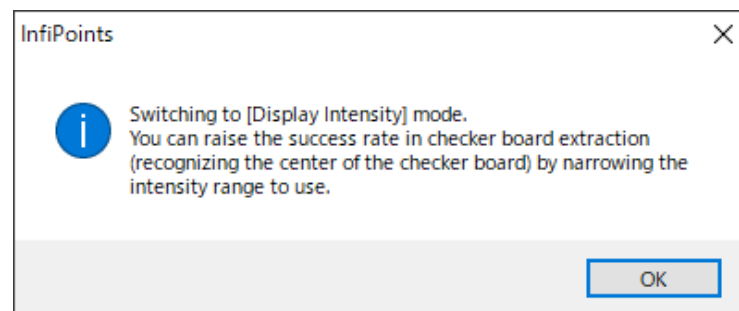 InfiPoints
Switching to [Display Intensity] mode.
You can raise the success rate in checker board extraction
(recognizing the center of the checker board) by narrowing the
intensity range to use.
OK